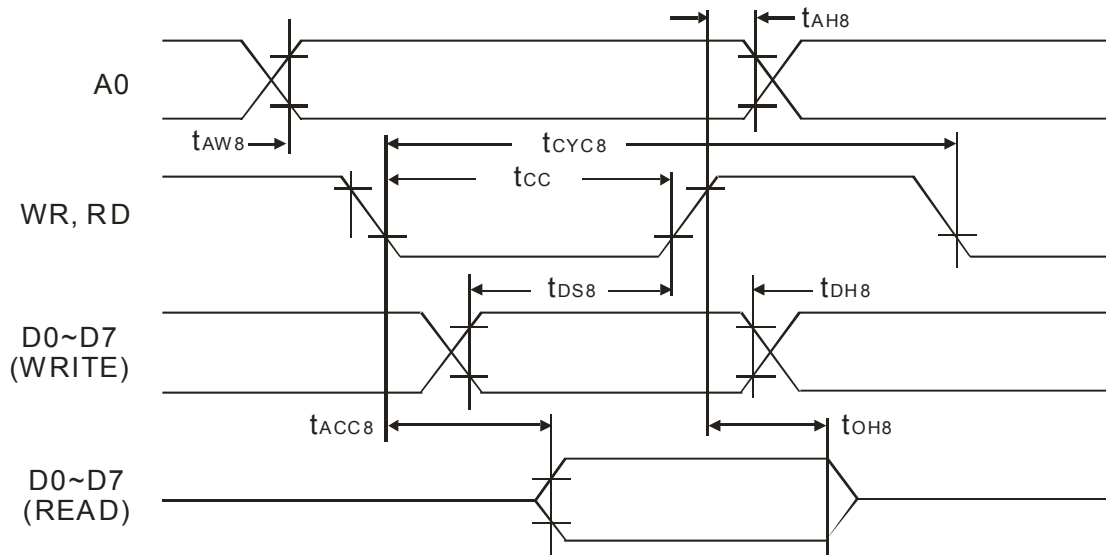 tAH8
A0
tAW8
tCYC8
tCC
WR, RD
tDS8
tDH8
D0~D7
(WRITE)
tACC8
tOH8
D0~D7
(READ)